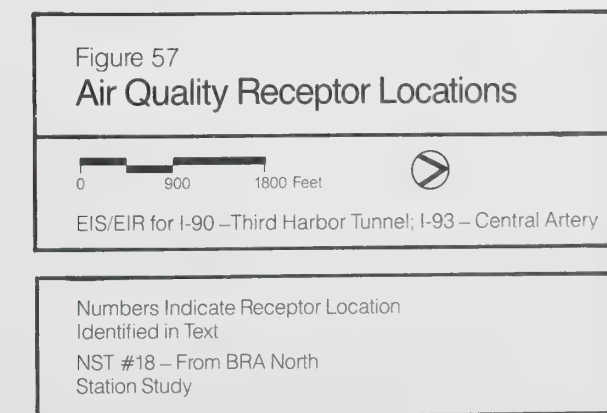 Figure 57
Air Quality Receptor Locations
0 900 1800 Feet
EIS/EIR for I-90 – Third Harbor Tunnel; I-93 – Central Artery
Numbers Indicate Receptor Location
Identified in Text
NST #18 – From BRA North
Station Study